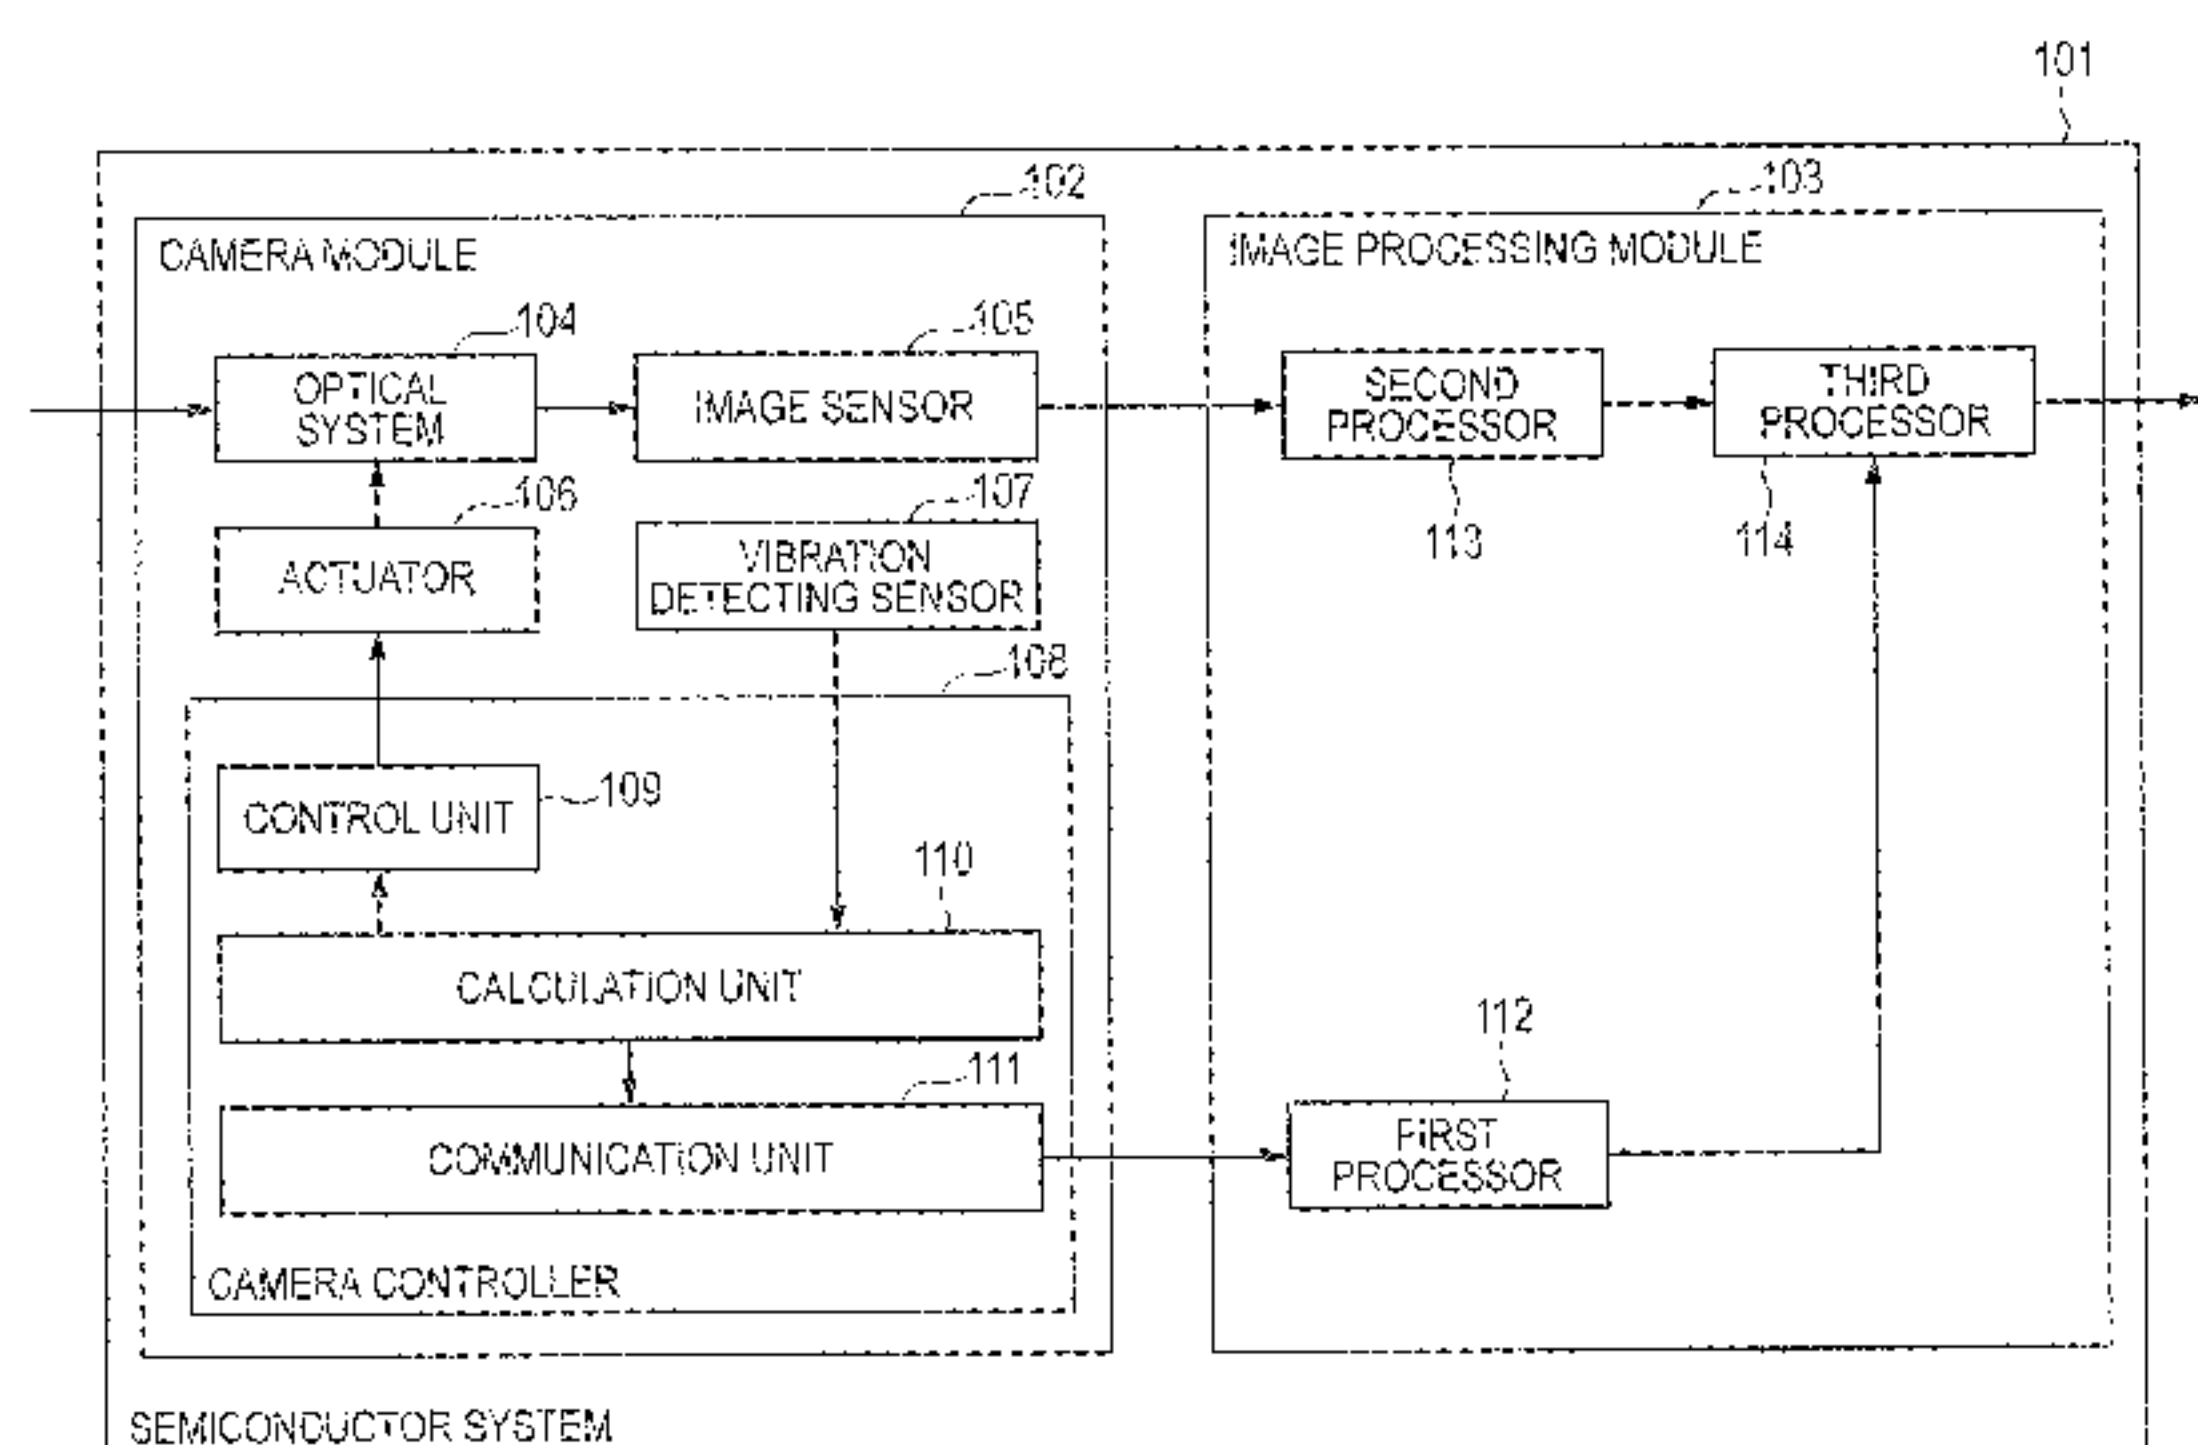 101
102
103
CAMERA MODULE
IMAGE PROCESSING MODULE
104
105
OPTICAL
SYSTEM
IMAGE SENSOR
SECOND
PROCESSOR
THIRD
PROCESSOR
106
107
113
114
ACTUATOR
VIBRATION
DETECTING SENSOR
108
109
CONTROL UNIT
110
CALCULATION UNIT
112
111
COMMUNICATION UNIT
FIRST
PROCESSOR
CAMERA CONTROLLER
SEMICONDUCTOR SYSTEM